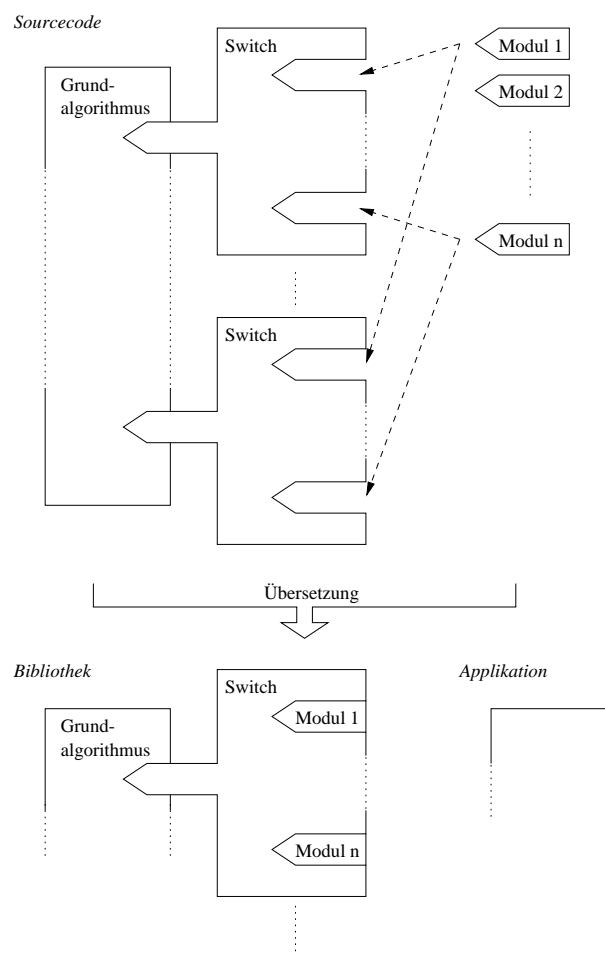 Sourcecode
Switch
Modul 1
Grund-
algorithmus
Modul 2
Modul n
Switch
Übersetzung
Bibliothek
Applikation
Switch
Grund-
algorithmus
Modul 1
Modul n